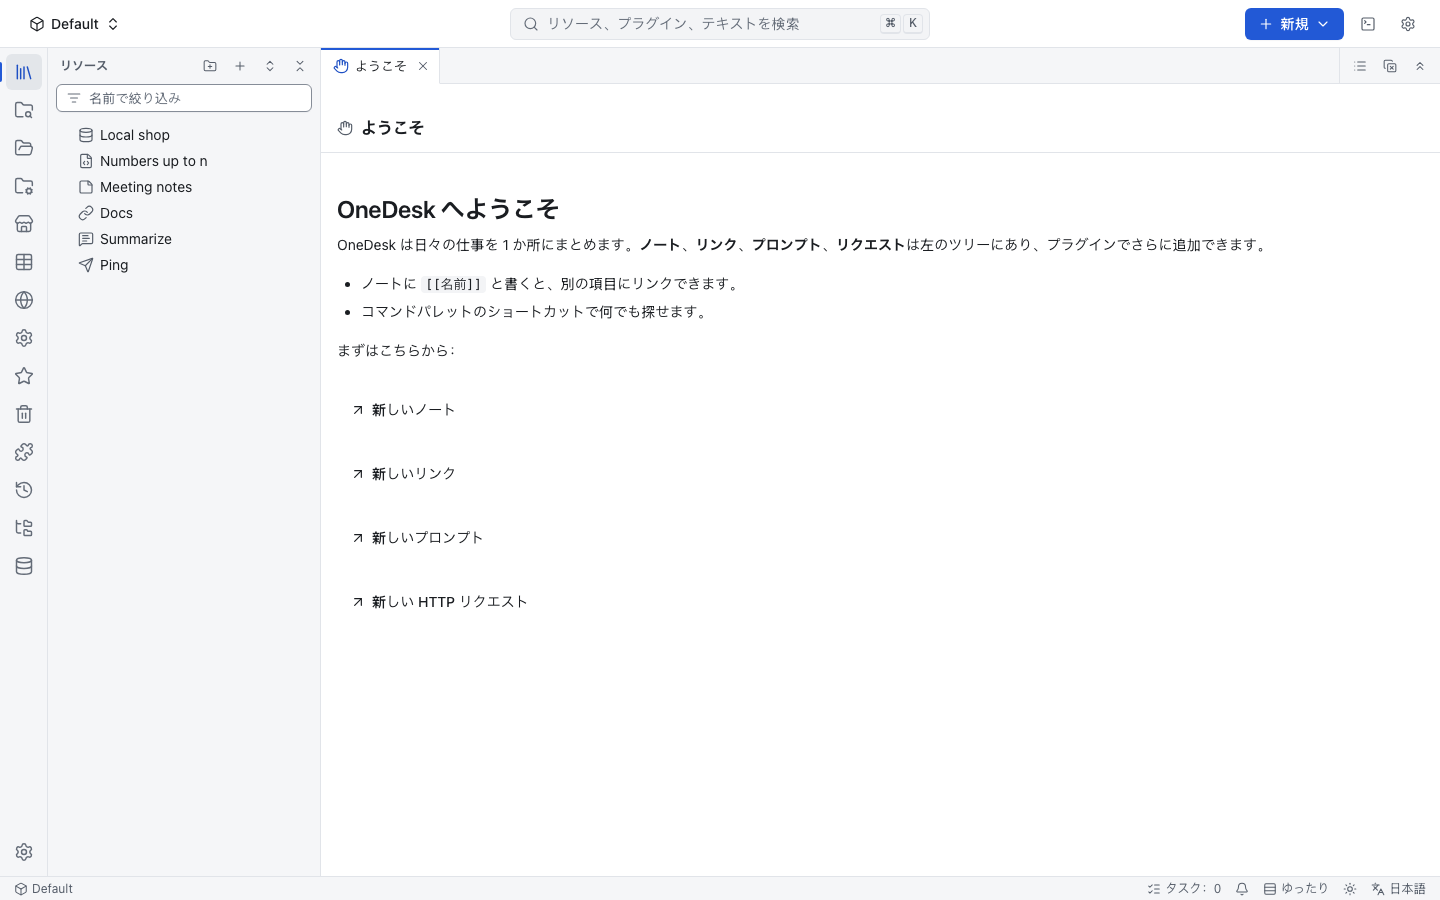 Default
リソース、プラグイン、テキストを検索
⌘ K
新規
リソース
名前で絞り込み
Local shop
Numbers up to n
Meeting notes
Docs
Summarize
Ping
ようこそ
ようこそ
OneDesk へようこそ
OneDesk は日々の仕事を 1 か所にまとめます。ノート、リンク、プロンプト、リクエストは左のツリーにあり、プラグインでさらに追加できます。
ノートに [[名前]] と書くと、別の項目にリンクできます。
コマンドパレットのショートカットで何でも探せます。
まずはこちらから:
新しいノート
新しいリンク
新しいプロンプト
新しい HTTP リクエスト
Default
タスク: 0
ゆったり
日本語